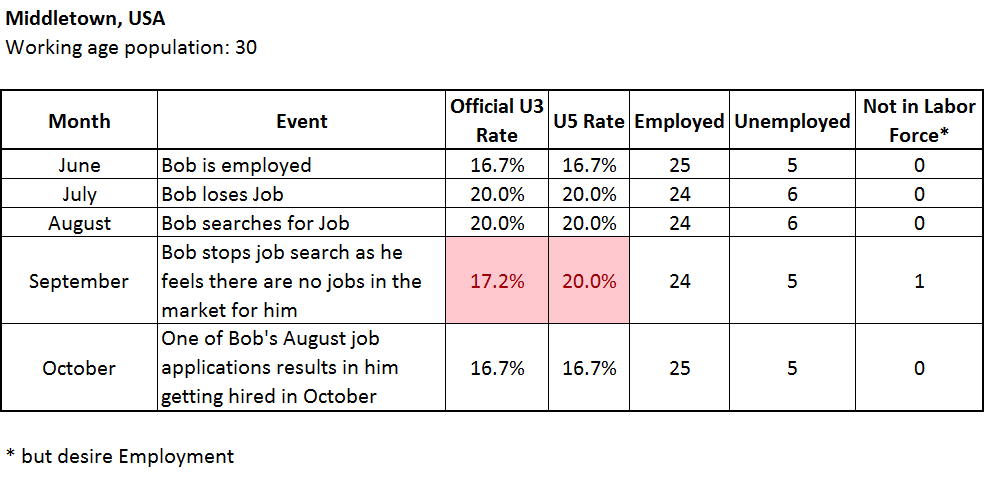 Middletown, USA
Working age population: 30
Month Event Official U3 Rate U5 Rate Employed Unemployed Not in Labor Force*
June Bob is employed 16.7% 16.7% 25 5 0
July Bob loses Job 20.0% 20.0% 24 6 0
August Bob searches for Job 20.0% 20.0% 24 6 0
September Bob stops job search as he feels there are no jobs in the market for him 17.2% 20.0% 24 5 1
October One of Bob's August job applications results in him getting hired in October 16.7% 16.7% 25 5 0
* but desire Employment